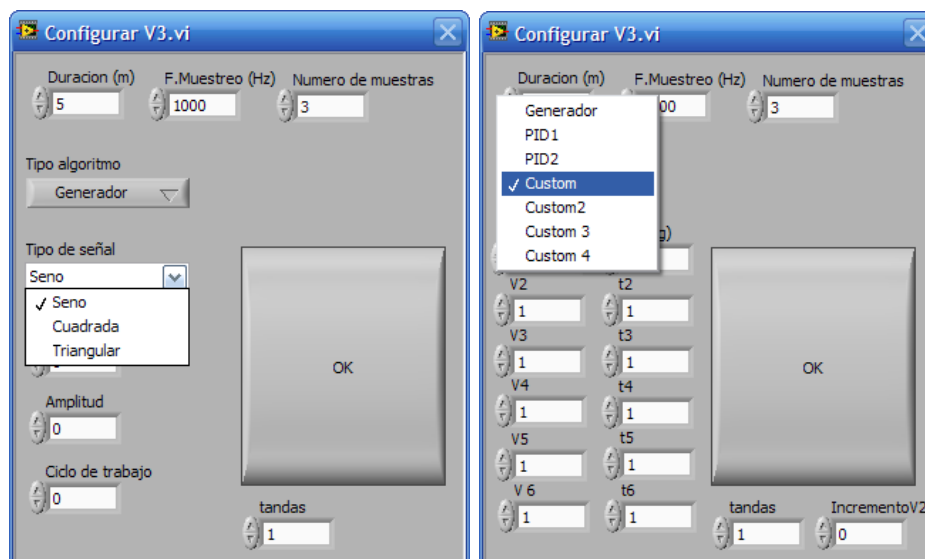 Configurar V3.vi
Duracion (m) F.Muestreo (Hz) Numero de muestras
5 1000 3
Tipo algoritmo
Generador
Tipo de señal
Seno
Seno
Cuadrada
Triangular
Amplitud
0
Ciclo de trabajo
0
OK
tandas
1
Configurar V3.vi
Duracion (m) F.Muestreo (Hz) Numero de muestras
3
Generador
PID1
PID2
Custom
Custom2
Custom 3
Custom 4
V2 t2
1 1
V3 t3
1 1
V4 t4
1 1
V5 t5
1 1
V 6 t6
1 1
OK
tandas IncrementoV2
1 0